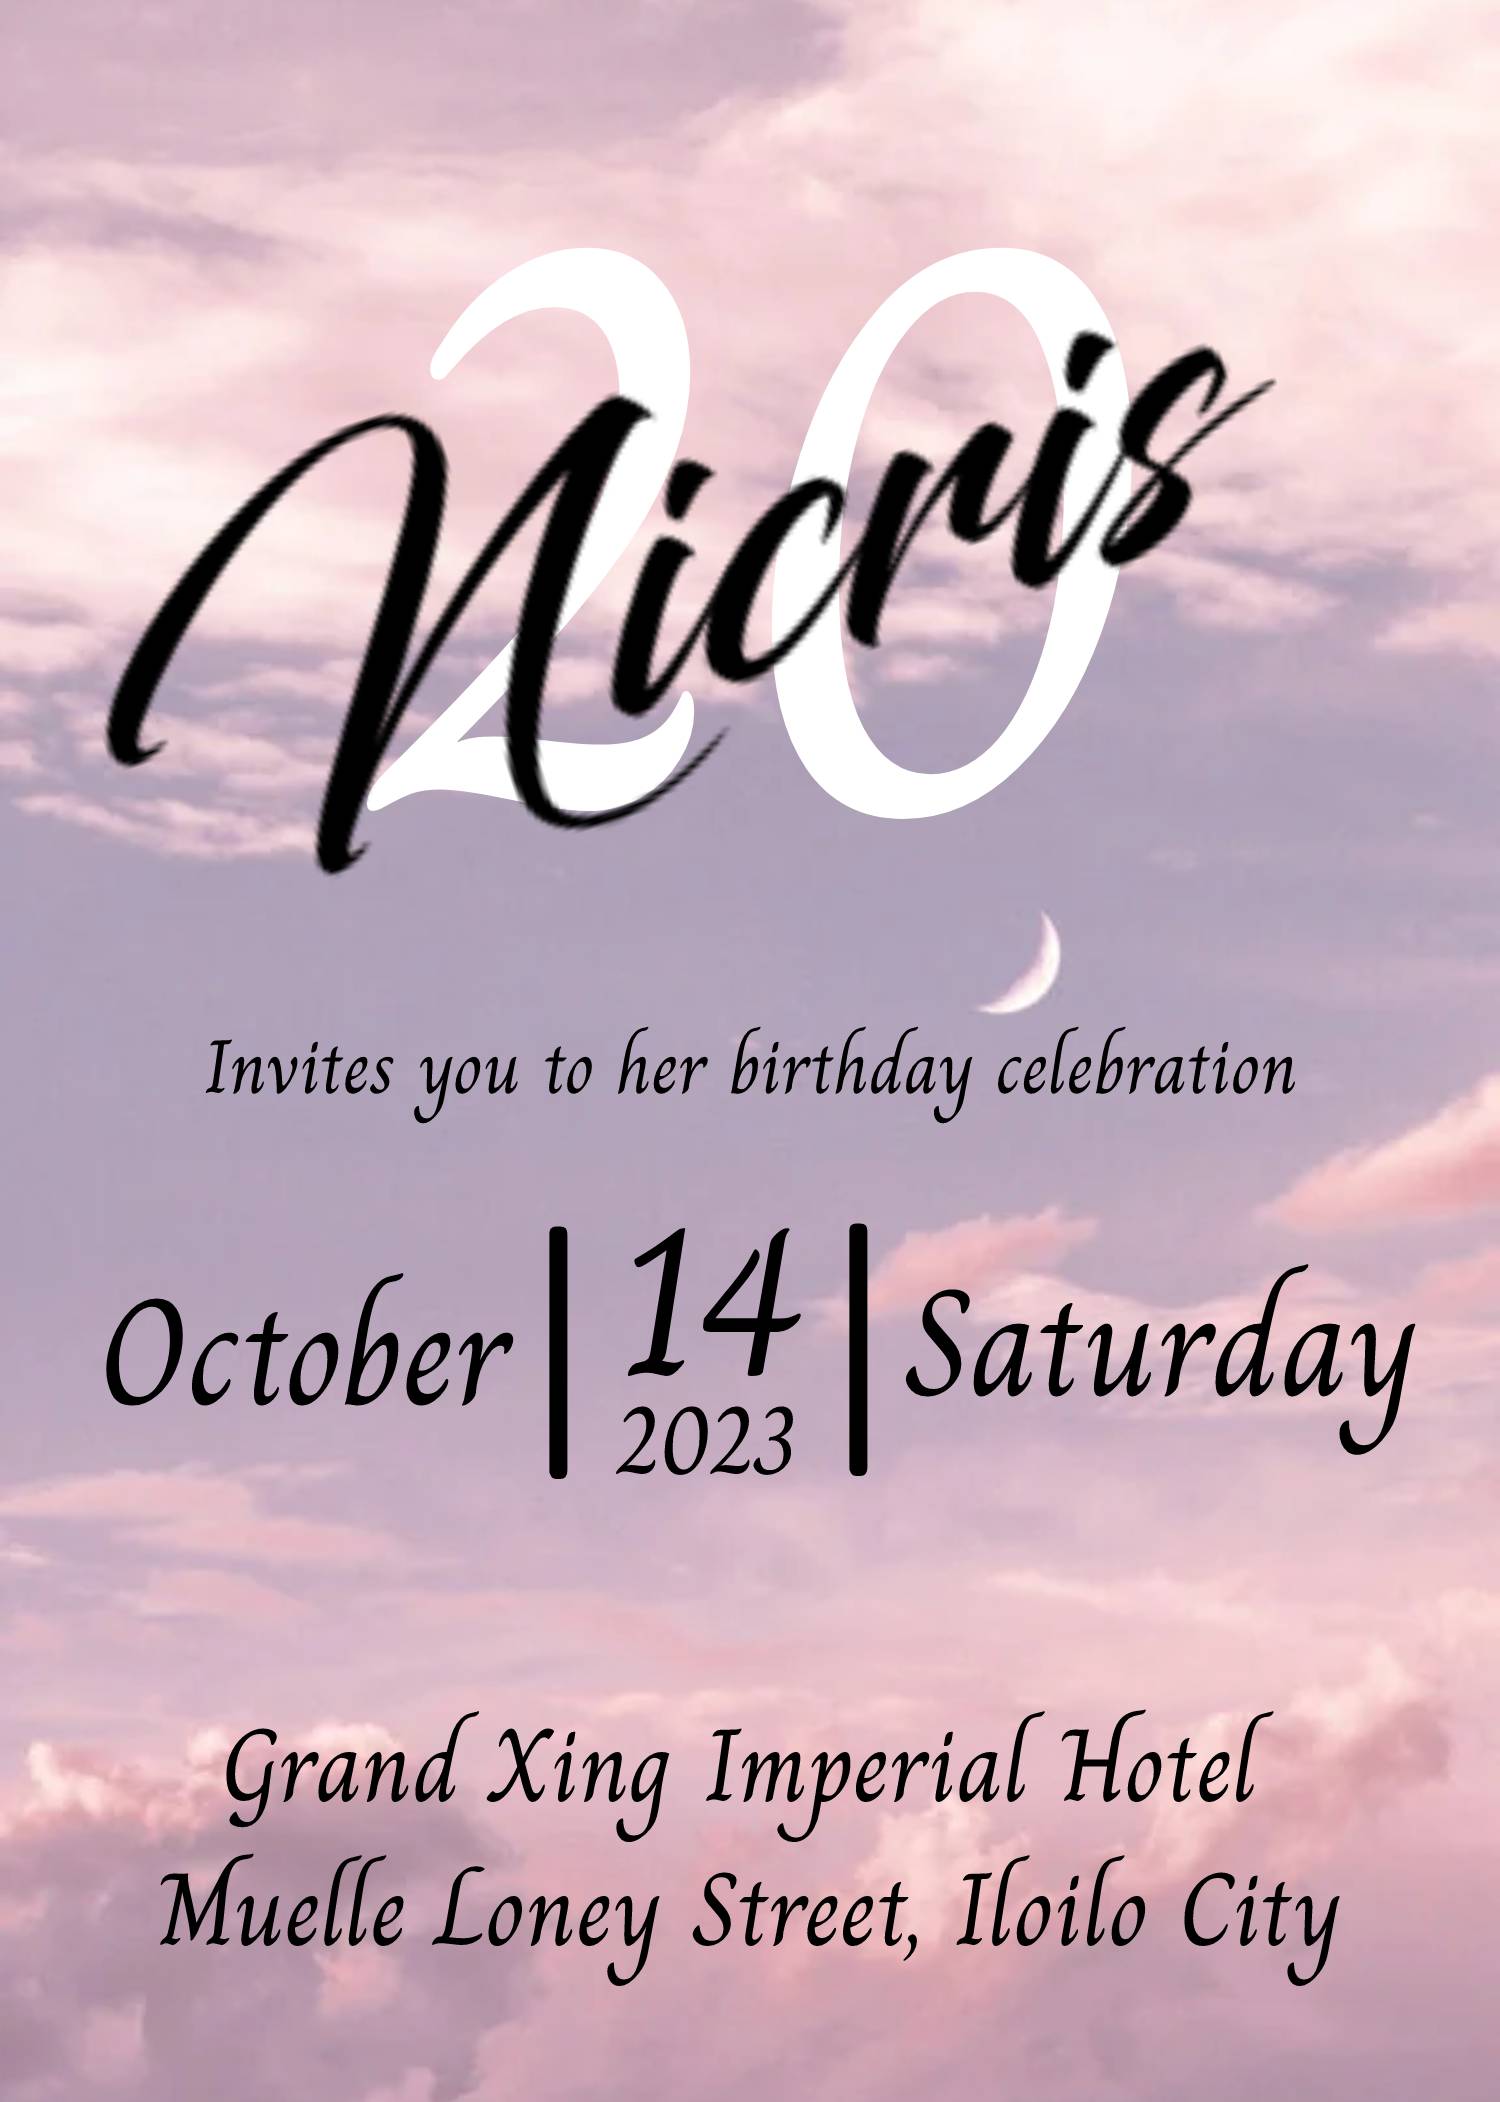 20
Nicris
Invites you to her birthday celebration
October | 14 | Saturday
2023
Grand Xing Imperial Hotel
Muelle Loney Street, Iloilo City